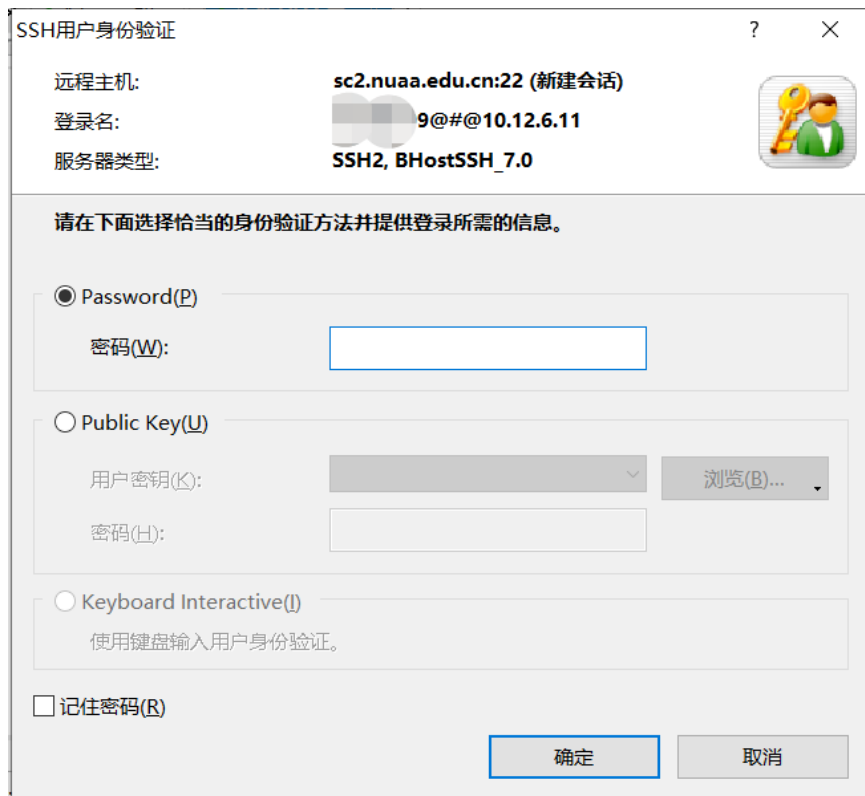 SSH用户身份验证
远程主机: sc2.nuaa.edu.cn:22 (新建会话)
登录名: 9@#@10.12.6.11
服务器类型: SSH2, BHostSSH_7.0
请在下面选择恰当的身份验证方法并提供登录所需的信息。
Password(P)
密码(W):
Public Key(U)
用户密钥(K): 浏览(B)...
密码(H):
Keyboard Interactive(I)
使用键盘输入用户身份验证。
记住密码(R)
确定 取消